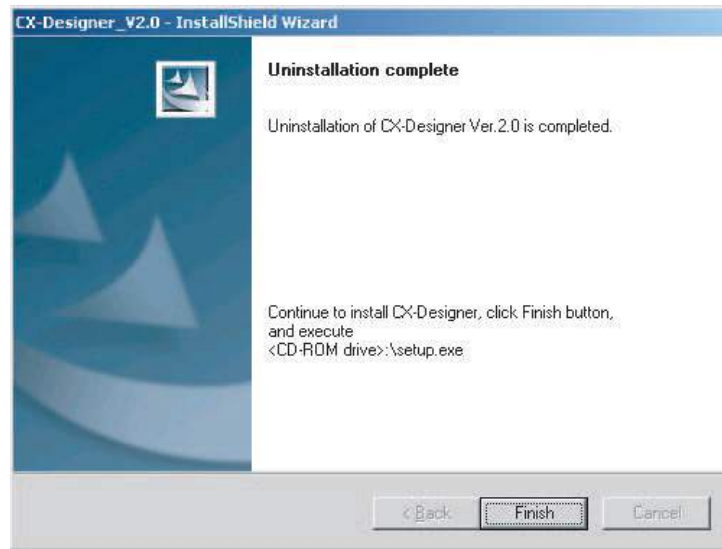 CX-Designer_V2.0 - InstallShield Wizard
Uninstallation complete
Uninstallation of CX-Designer Ver.2.0 is completed.
Continue to install CX-Designer, click Finish button,
and execute
<CD-ROM drive>:\setup.exe
< Back
Finish
Cancel